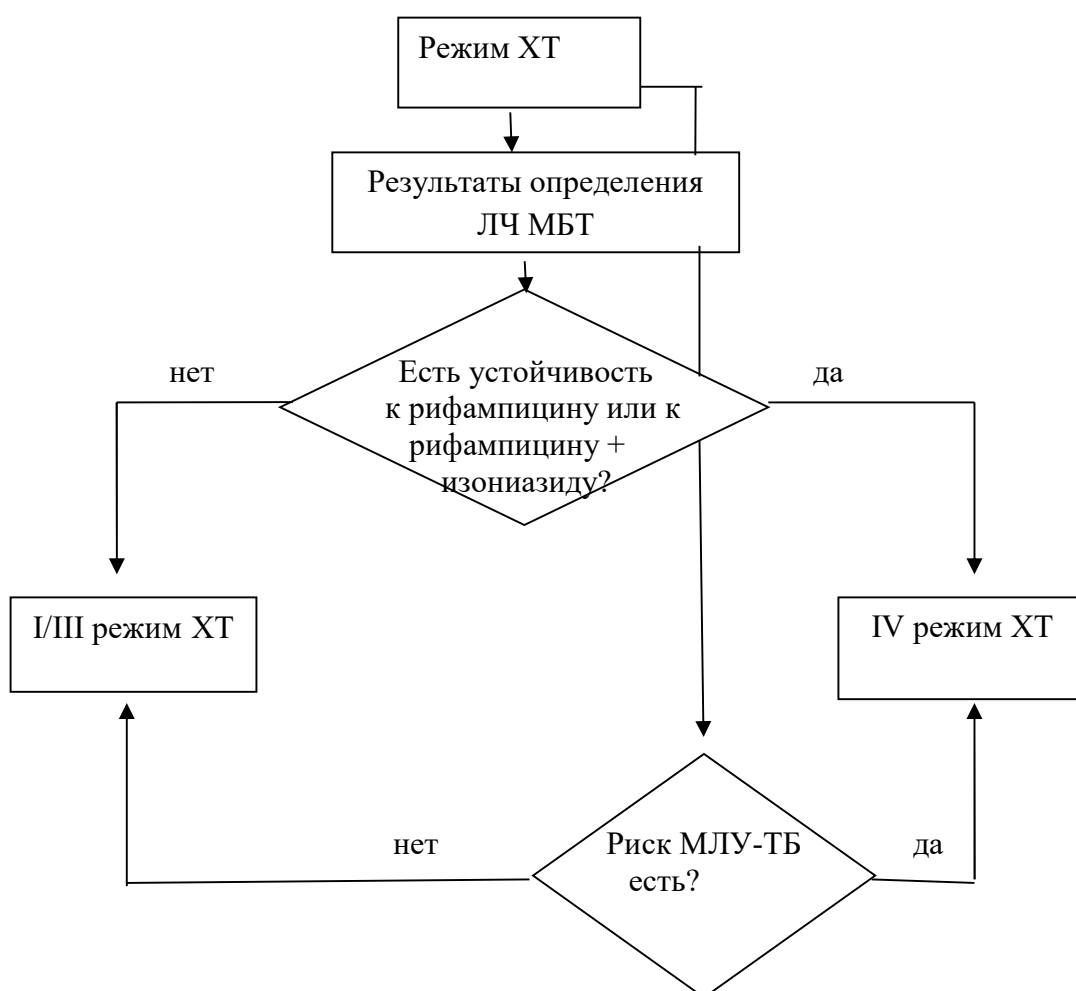 Режим ХТ
Результаты определения
ЛЧ МБТ
нет
Есть устойчивость
к рифампицину или к
рифампицину +
изониазиду?
да
I/III режим ХТ
IV режим ХТ
нет
Риск МЛУ-ТБ
есть?
да